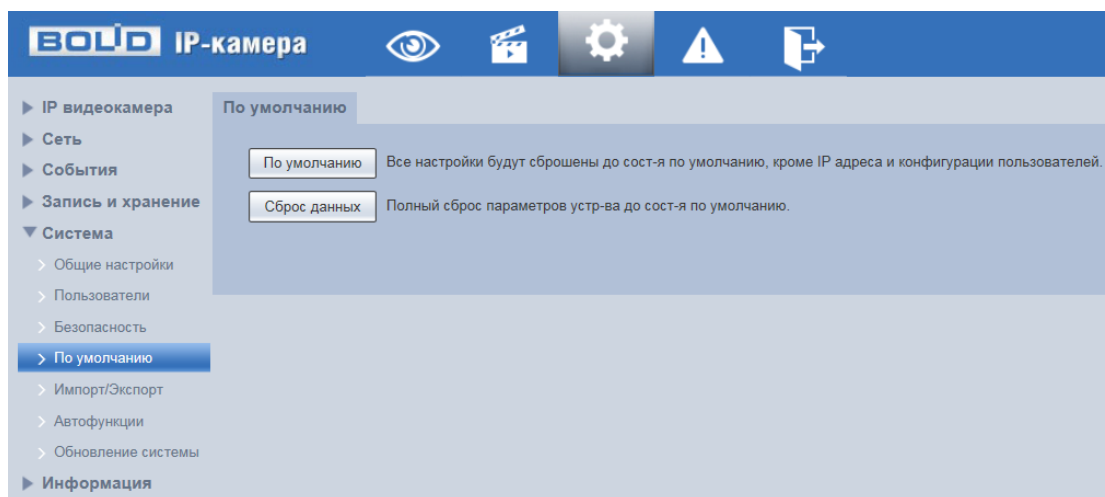 BOLID IP-камера
IP видеокамера
Сеть
События
Запись и хранение
Система
Общие настройки
Пользователи
Безопасность
По умолчанию
Импорт/Экспорт
Автофункции
Обновление системы
Информация
По умолчанию
По умолчанию Все настройки будут сброшены до сост-я по умолчанию, кроме IP адреса и конфигурации пользователей.
Сброс данных Полный сброс параметров устр-ва до сост-я по умолчанию.